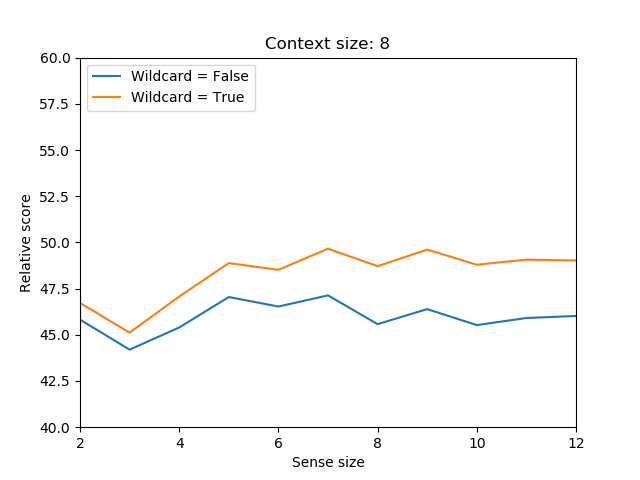 Context size: 8
Wildcard = False
Wildcard = True
Relative score
60.0
57.5
55.0
52.5
50.0
47.5
45.0
42.5
40.0
2 4 6 8 10 12
Sense size